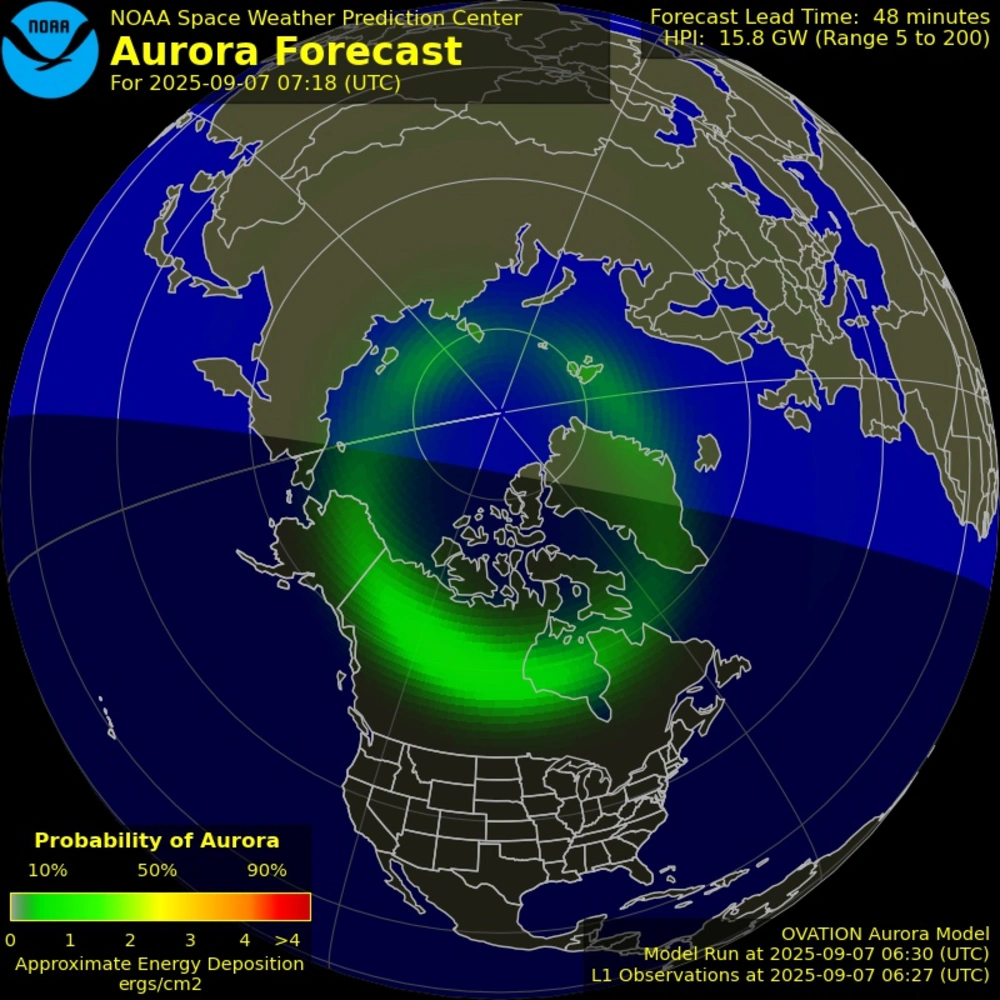 NOAA
NOAA Space Weather Prediction Center
Aurora Forecast
For 2025-09-07 07:18 (UTC)
Forecast Lead Time: 48 minutes
HPI: 15.8 GW (Range 5 to 200)
Probability of Aurora
10% 50% 90%
0 1 2 3 4 >4
Approximate Energy Deposition
ergs/cm2
OVATION Aurora Model
Model Run at 2025-09-07 06:30 (UTC)
L1 Observations at 2025-09-07 06:27 (UTC)